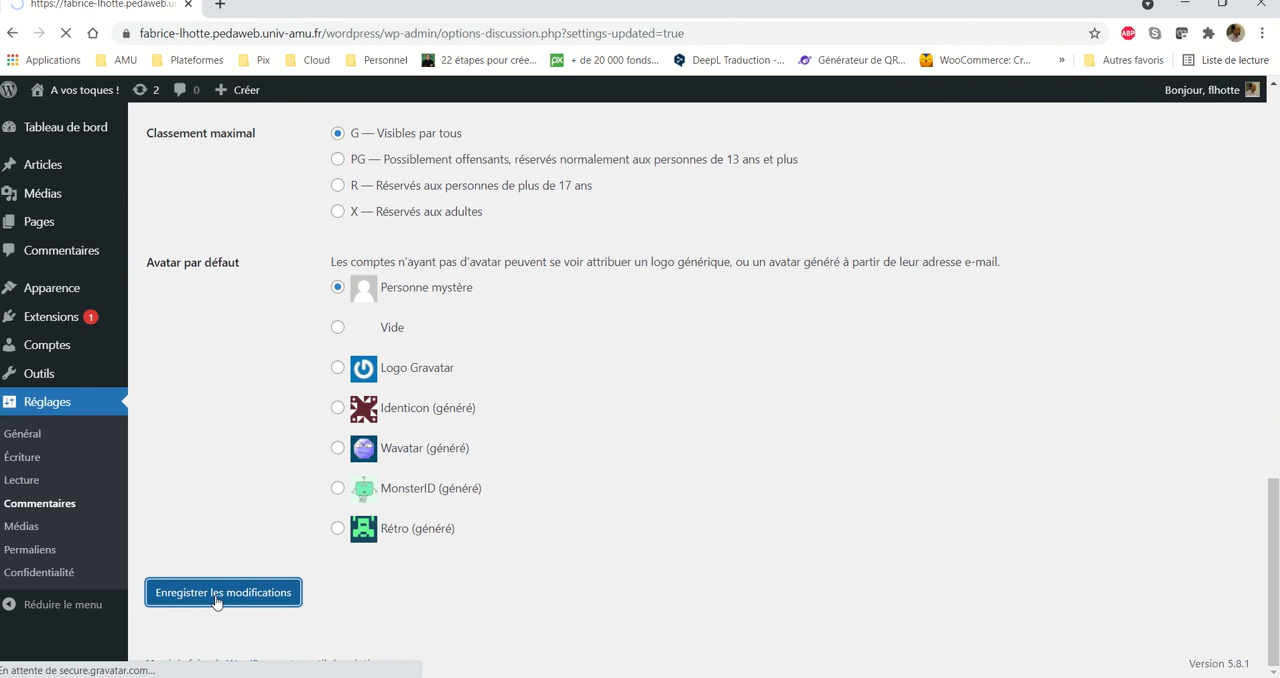 https://fabrice-lhotte.pedaweb.u
fabrice-lhotte.pedaweb.univ-amu.fr/wordpress/wp-admin/options-discussion.php?settings-updated=true
ABP
Applications AMU Plateformes Pix Cloud Personnel 22 étapes pour crée... px + de 20 000 fonds... DeepL Traduction -... Générateur de QR... WooCommerce: Cr... » Autres favoris Liste de lecture
A vos toques ! 2 0 Créer Bonjour, flhotte
Tableau de bord
Articles
Médias
Pages
Commentaires
Apparence
Extensions 1
Comptes
Outils
Réglages
Général
Écriture
Lecture
Commentaires
Médias
Permaliens
Confidentialité
Réduire le menu
Classement maximal
G — Visibles par tous
PG — Possiblement offensants, réservés normalement aux personnes de 13 ans et plus
R — Réservés aux personnes de plus de 17 ans
X — Réservés aux adultes
Avatar par défaut
Les comptes n'ayant pas d'avatar peuvent se voir attribuer un logo générique, ou un avatar généré à partir de leur adresse e-mail.
Personne mystère
Vide
Logo Gravatar
Identicon (généré)
Wavatar (généré)
MonsterID (généré)
Rétro (généré)
Enregistrer les modifications
Version 5.8.1
En attente de secure.gravatar.com...